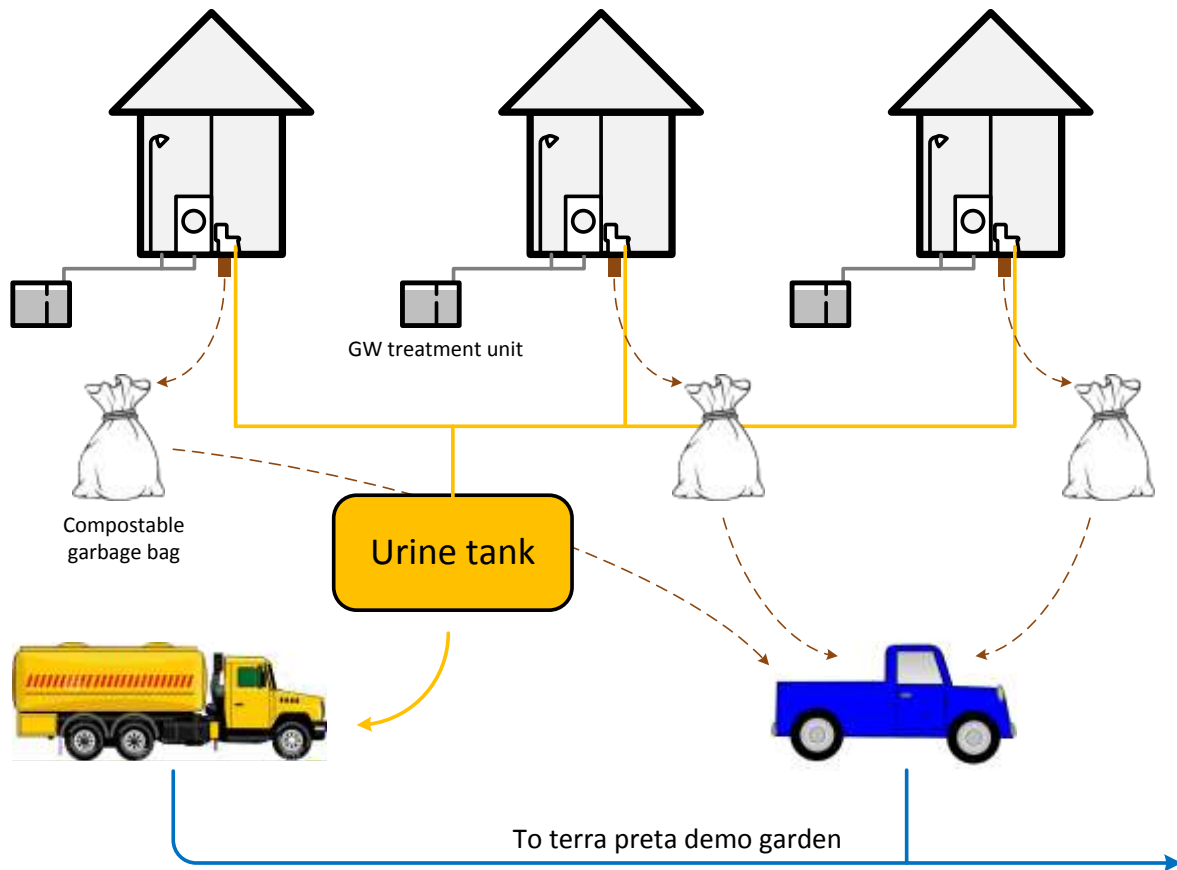 GW treatment unit
Compostable
garbage bag
Urine tank
To terra preta demo garden